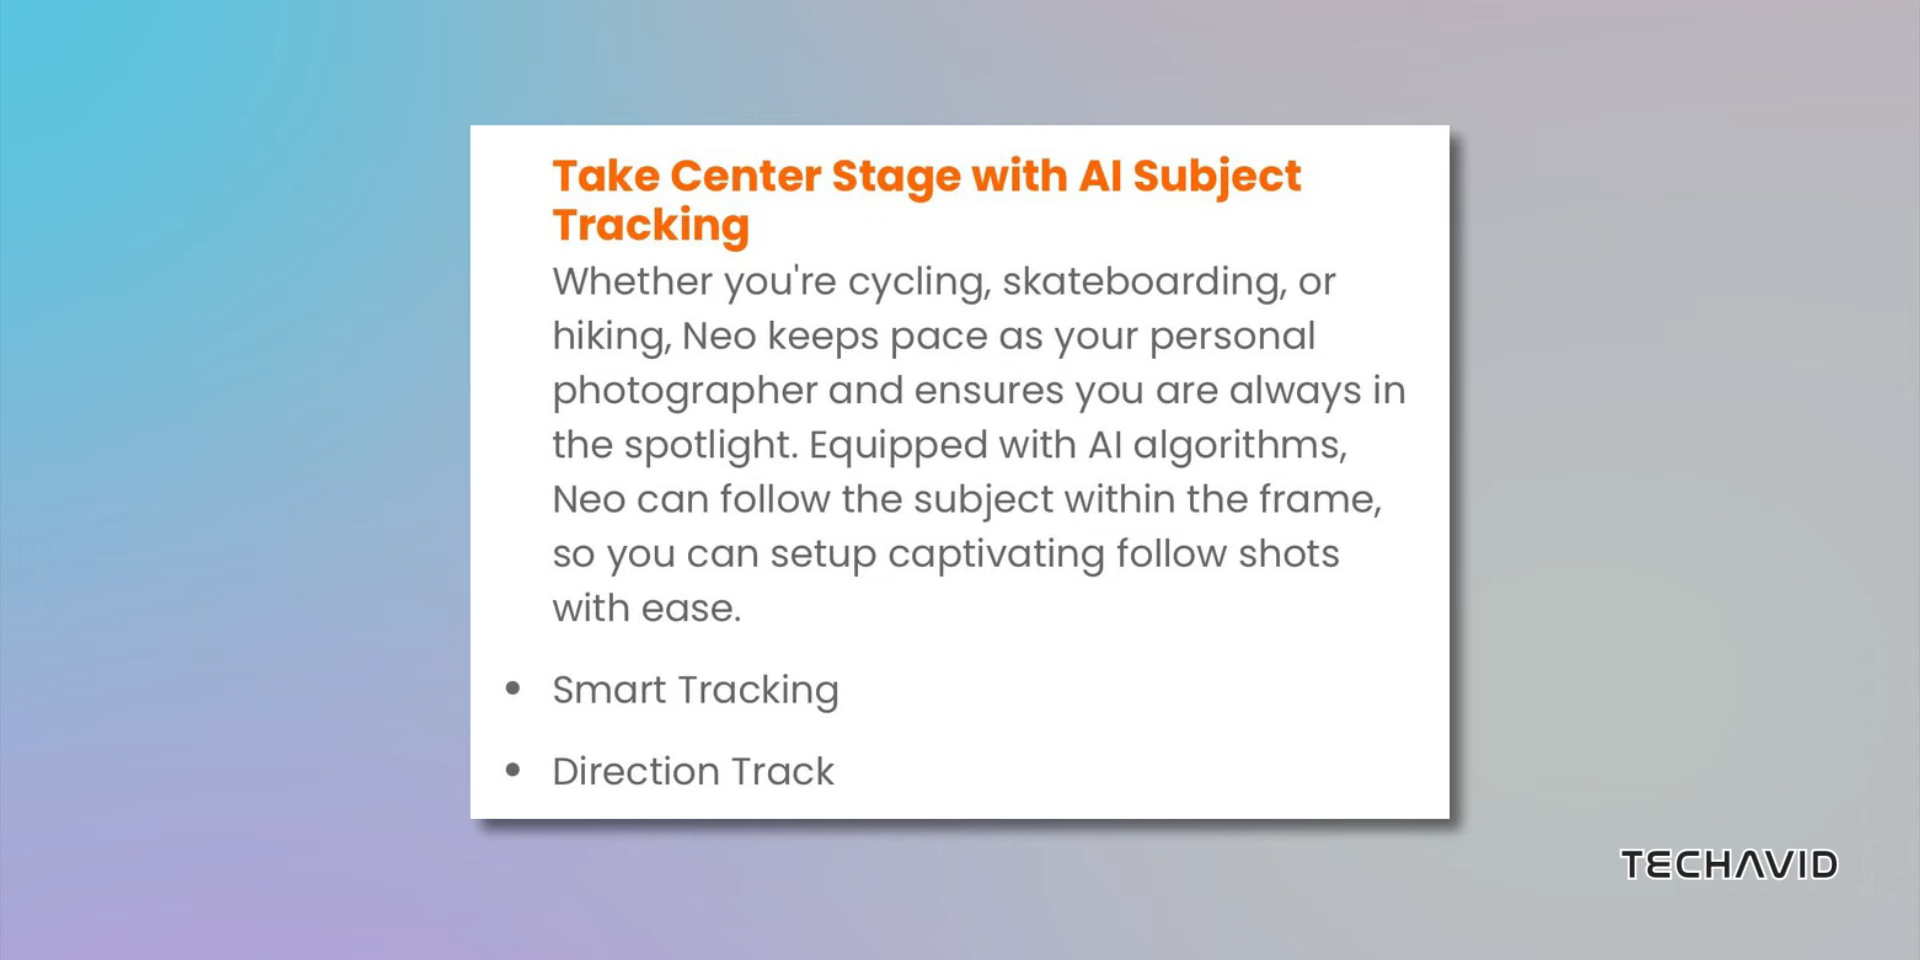 Take Center Stage with AI Subject
Tracking
Whether you're cycling, skateboarding, or
hiking, Neo keeps pace as your personal
photographer and ensures you are always in
the spotlight. Equipped with AI algorithms,
Neo can follow the subject within the frame,
so you can setup captivating follow shots
with ease.
• Smart Tracking
• Direction Track
TECHAVID